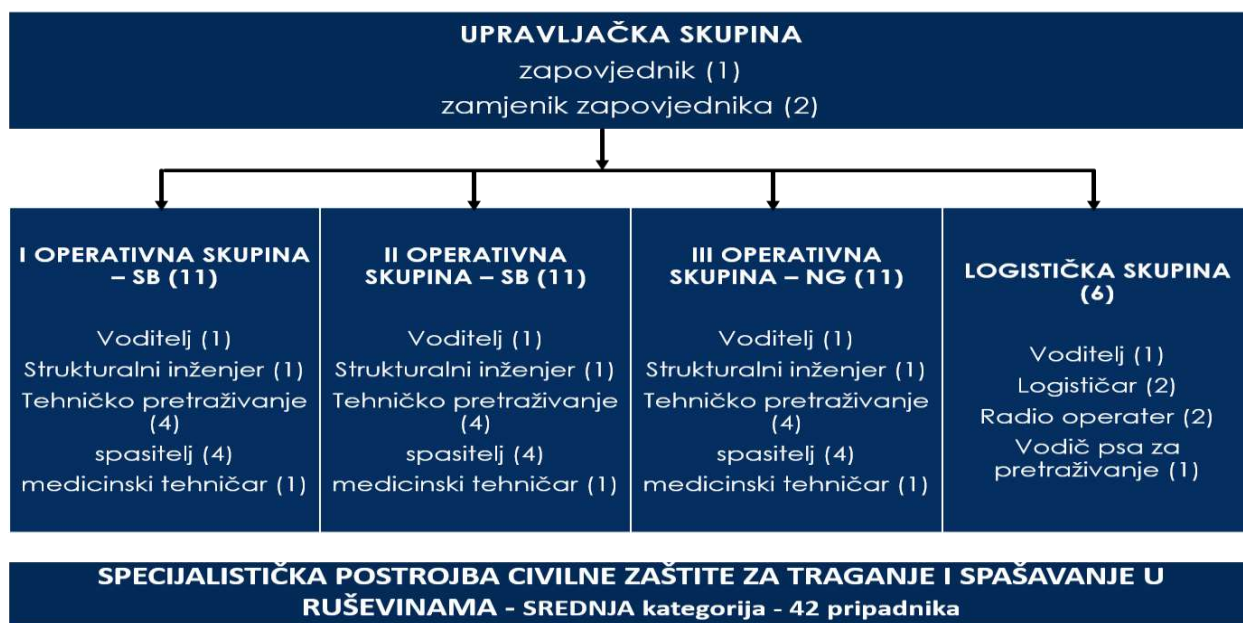 UPRAVLJAČKA SKUPINA
zapovjednik (1)
zamjenik zapovjednika (2)
I OPERATIVNA SKUPINA
– SB (11)
Voditelj (1)
Strukturalni inženjer (1)
Tehničko pretraživanje
(4)
spasitelj (4)
medicinski tehničar (1)
II OPERATIVNA
SKUPINA – SB (11)
Voditelj (1)
Strukturalni inženjer (1)
Tehničko pretraživanje
(4)
spasitelj (4)
medicinski tehničar (1)
III OPERATIVNA
SKUPINA – NG (11)
Voditelj (1)
Strukturalni inženjer (1)
Tehničko pretraživanje
(4)
spasitelj (4)
medicinski tehničar (1)
LOGISTIČKA SKUPINA
(6)
Voditelj (1)
Logističar (2)
Radio operater (2)
Vodič psa za
pretraživanje (1)
SPECIJALISTIČKA POSTROJBA CIVILNE ZAŠTITE ZA TRAGANJE I SPAŠAVANJE U
RUŠEVINAMA - SREDNJA kategorija - 42 pripadnika